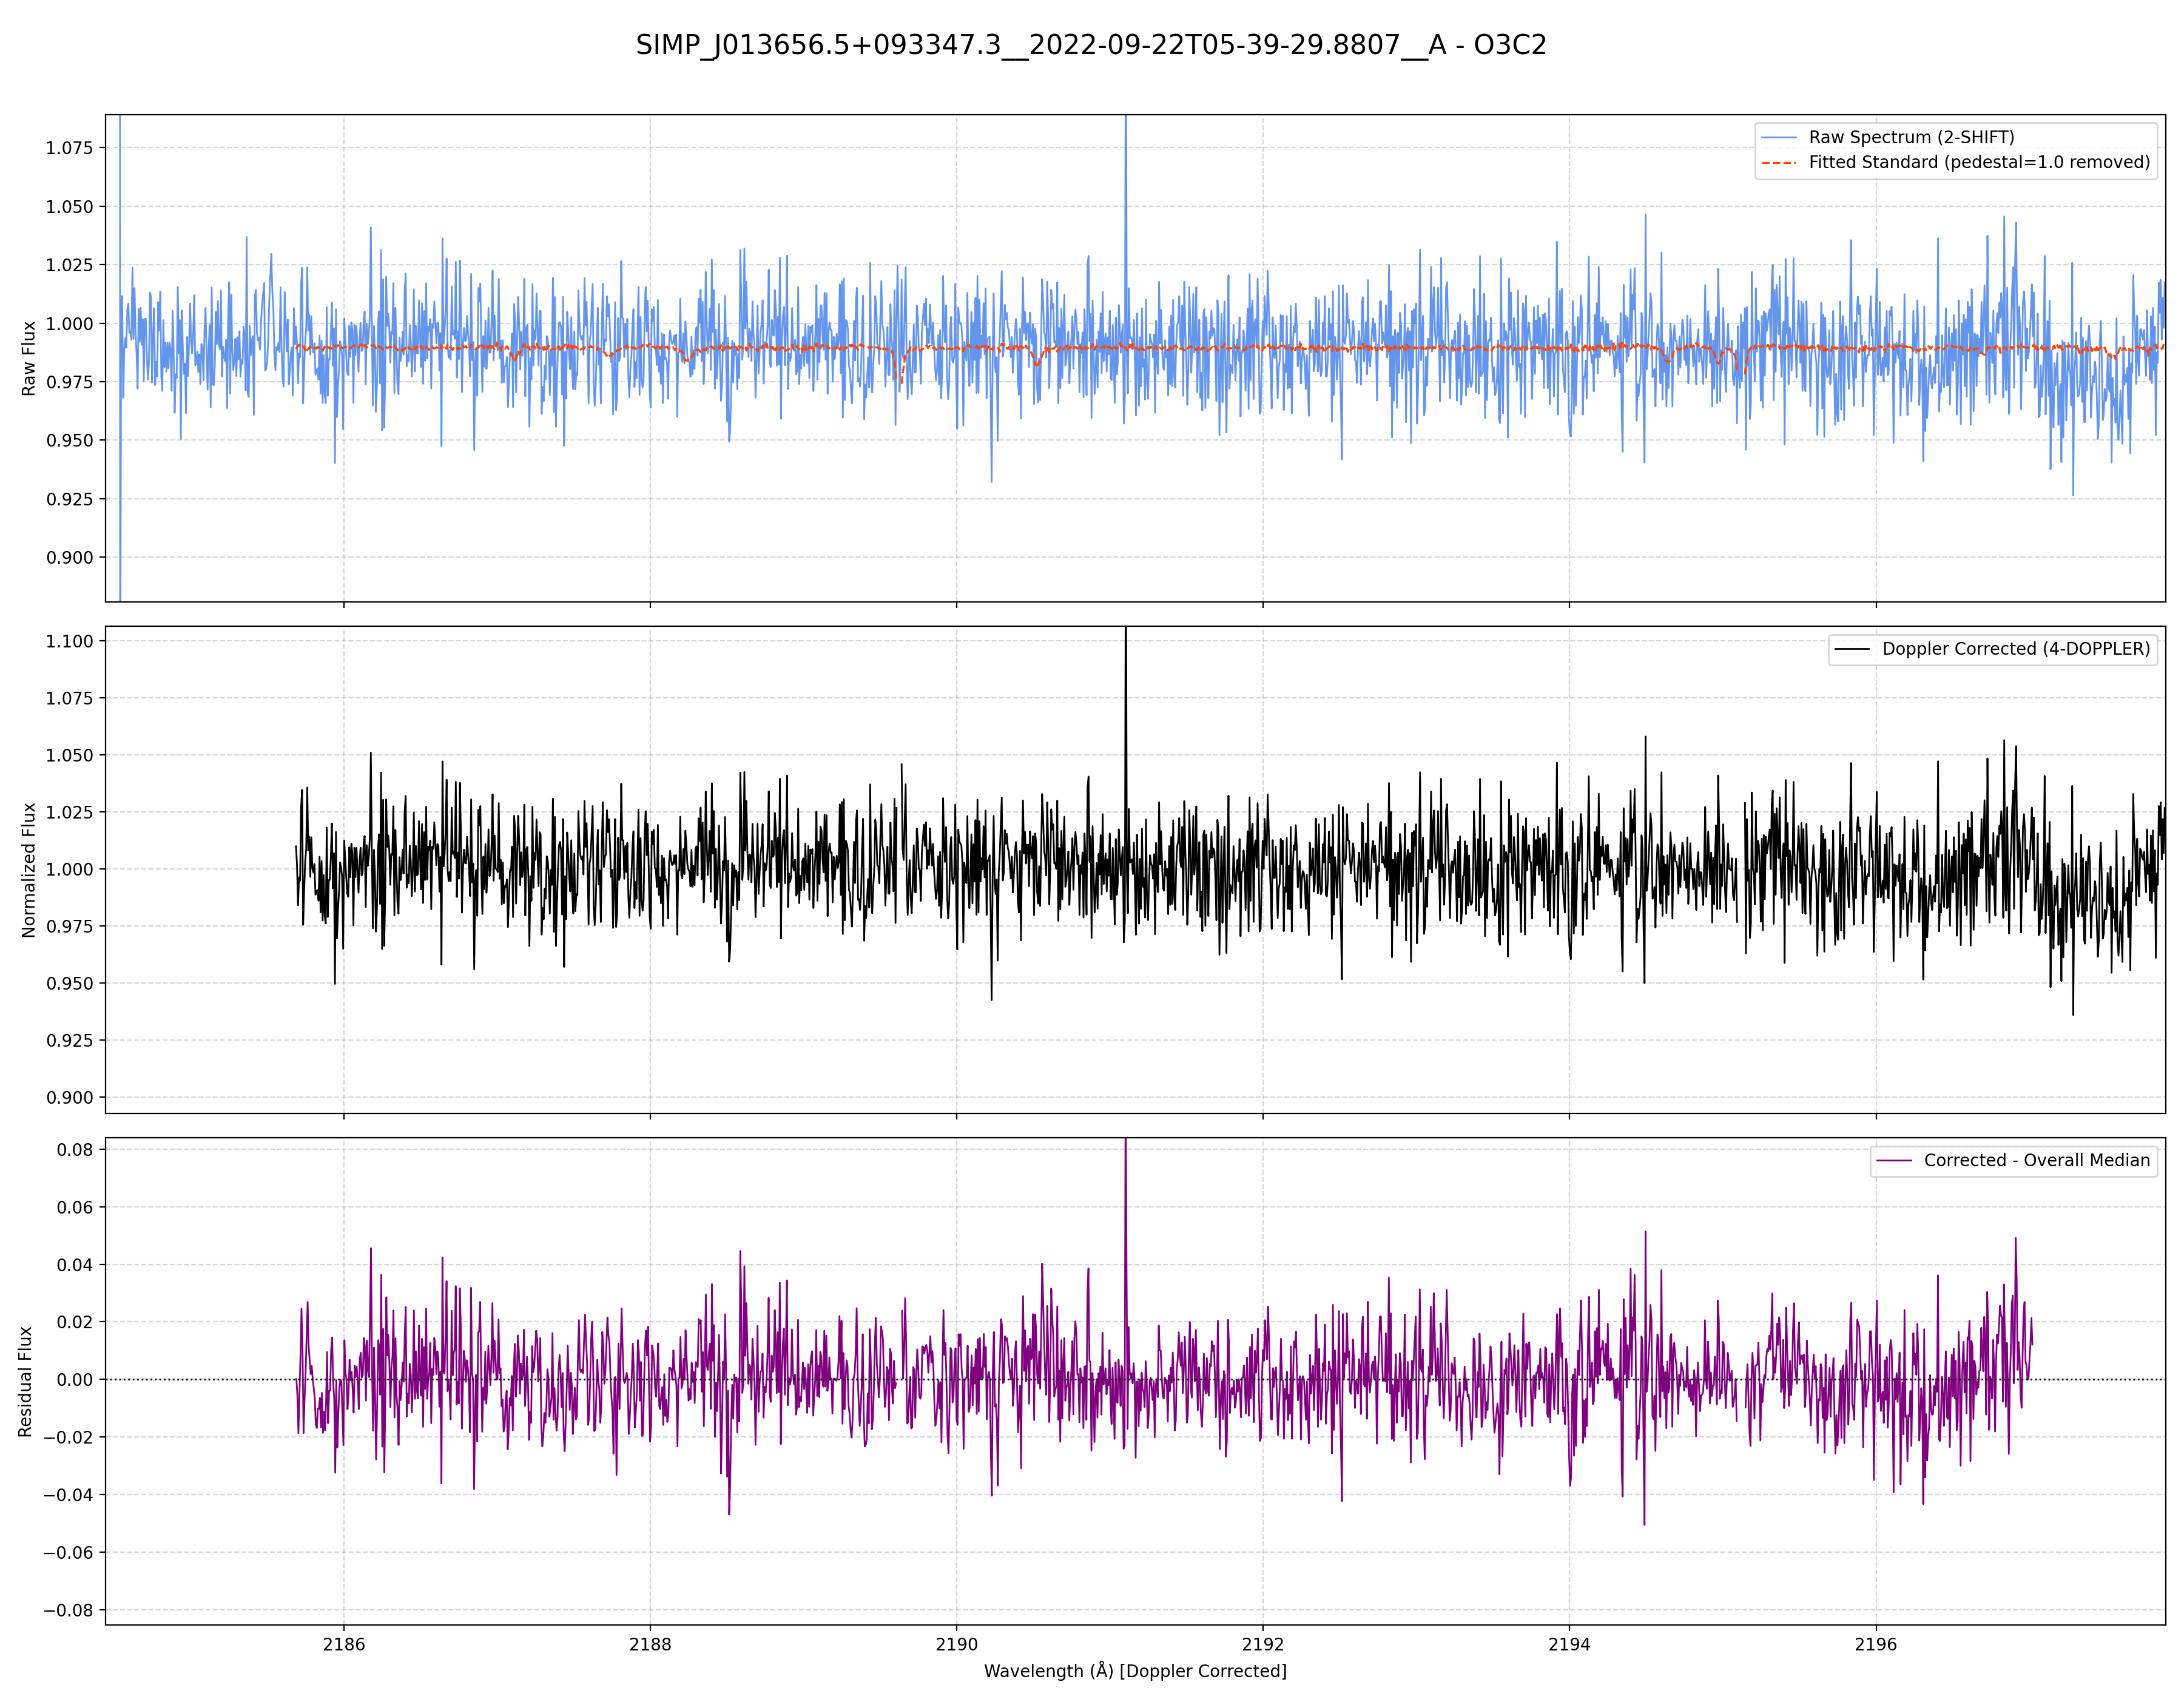 SIMP_J013656.5+093347.3__2022-09-22T05-39-29.8807__A - O3C2
Raw Flux
1.075
1.050
1.025
1.000
0.975
0.950
0.925
0.900
Raw Spectrum (2-SHIFT)
Fitted Standard (pedestal=1.0 removed)
Normalized Flux
1.100
1.075
1.050
1.025
1.000
0.975
0.950
0.925
0.900
Doppler Corrected (4-DOPPLER)
Residual Flux
0.08
0.06
0.04
0.02
0.00
−0.02
−0.04
−0.06
−0.08
Corrected - Overall Median
2186 2188 2190 2192 2194 2196
Wavelength (Å) [Doppler Corrected]